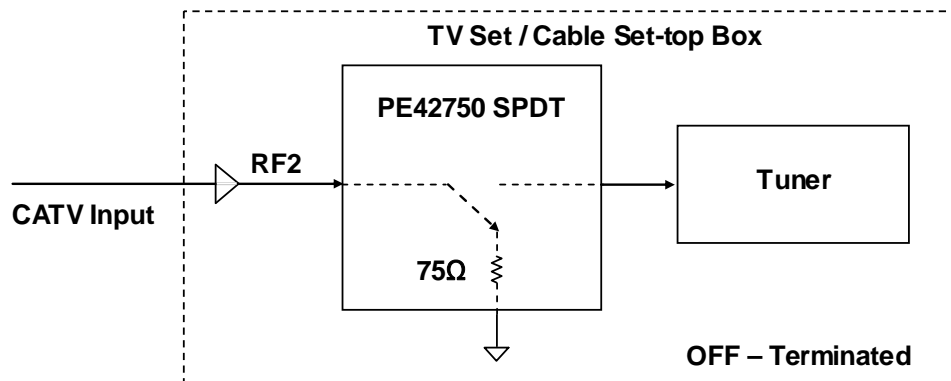 TV Set / Cable Set-top Box
PE42750 SPDT
RF2
Tuner
CATV Input
75Ω
OFF – Terminated